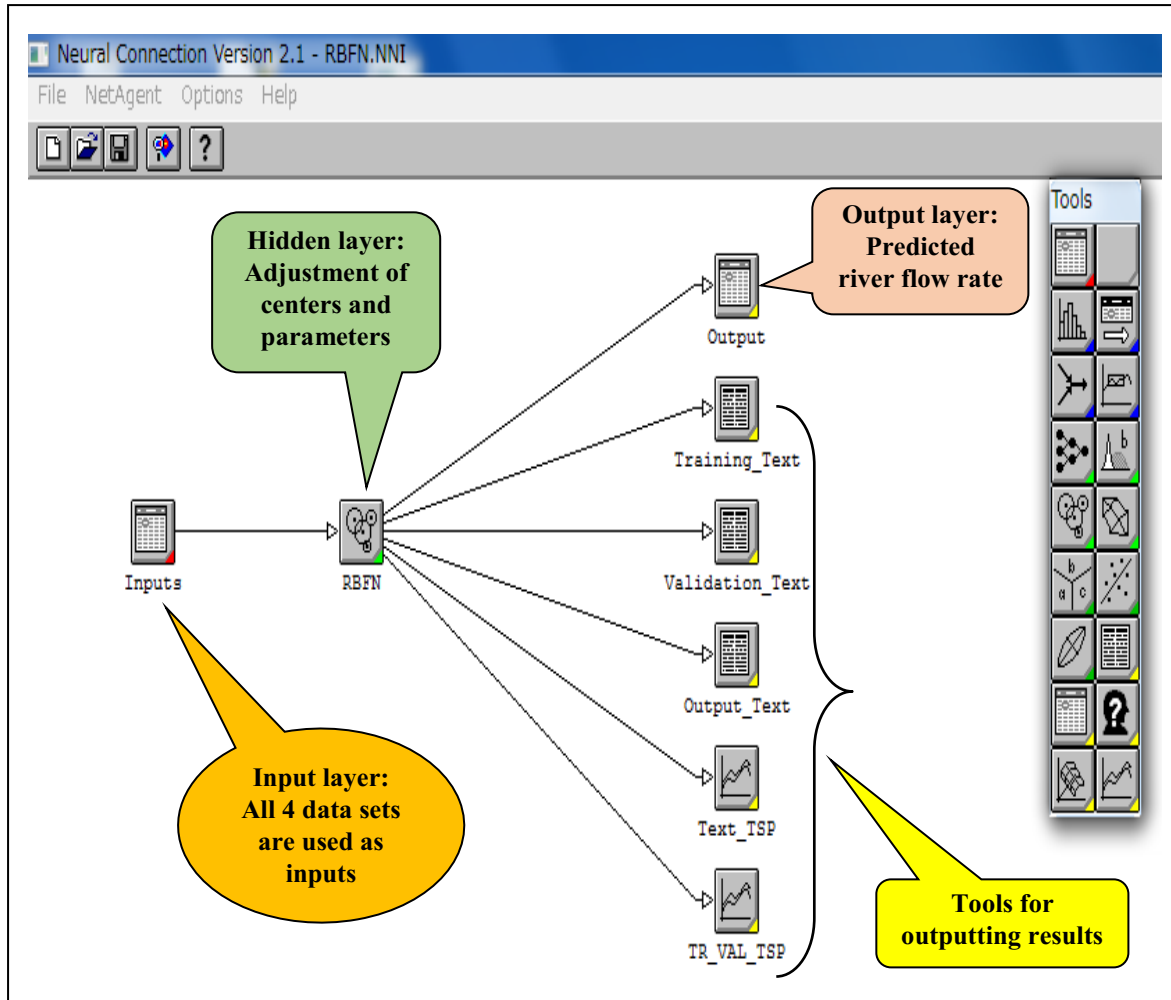 Neural Connection Version 2.1 - RBFN.NNI
File NetAgent Options Help
?
Tools
Hidden layer:
Adjustment of
centers and
parameters
Output layer:
Predicted
river flow rate
Output
Training_Text
Inputs
RBFN
Validation_Text
Output_Text
Input layer:
All 4 data sets
are used as
inputs
Text_TSP
TR_VAL_TSP
Tools for
outputting results
b
b
a c
?